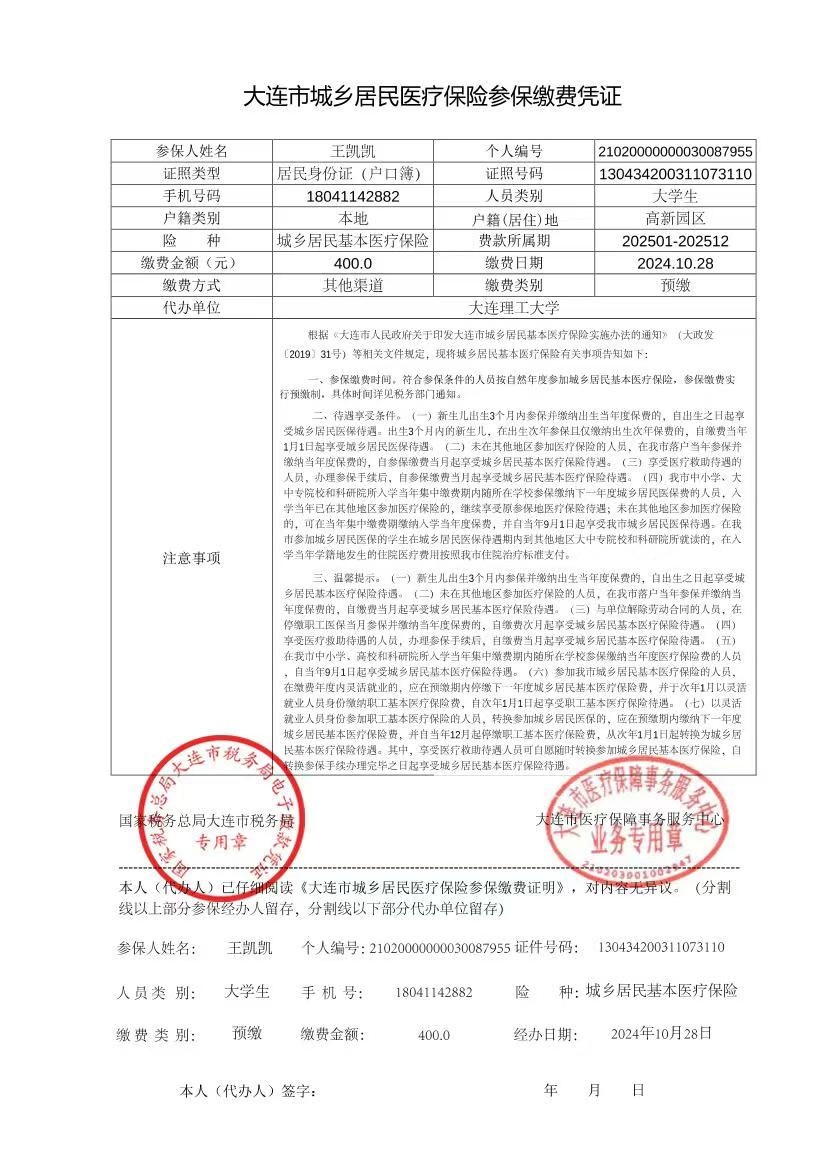 大连市城乡居民医疗保险参保缴费凭证
参保人姓名 王凯凯 个人编号 21020000000030087955
证照类型 居民身份证（户口簿） 证照号码 130434200311073110
手机号码 18041142882 人员类别 大学生
户籍类别 本地 户籍(居住)地 高新园区
险 种 城乡居民基本医疗保险 费款所属期 202501-202512
缴费金额（元） 400.0 缴费日期 2024.10.28
缴费方式 其他渠道 缴费类别 预缴
代办单位 大连理工大学
注意事项
根据《大连市人民政府关于印发大连市城乡居民基本医疗保险实施办法的通知》（大政发
〔2019〕31号）等相关文件规定，现将城乡居民基本医疗保险有关事项告知如下：
一、参保缴费时间。符合参保条件的人员按自然年度参加城乡居民基本医疗保险，参保缴费实
行预缴制，具体时间详见税务部门通知。
二、待遇享受条件。（一）新生儿出生3个月内参保并缴纳出生当年度保费的，自出生之日起享
受城乡居民医保待遇。出生3个月内的新生儿，在出生次年参保且仅缴纳出生次年保费的，自缴费当年
1月1日起享受城乡居民医保待遇。（二）未在其他地区参加医疗保险的人员，在我市落户当年参保并
缴纳当年度保费的，自参保缴费当月起享受城乡居民基本医疗保险待遇。（三）享受医疗救助待遇的
人员，办理参保手续后，自参保缴费当月起享受城乡居民基本医疗保险待遇。（四）我市中小学、大
中专院校和科研院所入学当年集中缴费期内随所在学校参保缴纳下一年度城乡居民医保费的人员，入
学当年已在其他地区参加医疗保险的，继续享受原参保地医疗保险待遇；未在其他地区参加医疗保险
的，可在当年集中缴费期缴纳入学当年度保费，并自当年9月1日起享受我市城乡居民医保待遇。在我
市参加城乡居民医保的学生在城乡居民医保待遇期内到其他地区大中专院校和科研院所就读的，在入
学当年学籍地发生的住院医疗费用按照我市住院治疗标准支付。
三、温馨提示。（一）新生儿出生3个月内参保并缴纳出生当年度保费的，自出生之日起享受城
乡居民基本医疗保险待遇。（二）未在其他地区参加医疗保险的人员，在我市落户当年参保并缴纳当
年度保费的，自缴费当月起享受城乡居民基本医疗保险待遇。（三）与单位解除劳动合同的人员，在
停缴职工医保当月参保并缴纳当年度保费的，自缴费次月起享受城乡居民基本医疗保险待遇。（四）
享受医疗救助待遇的人员，办理参保手续后，自缴费当月起享受城乡居民基本医疗保险待遇。（五）
在我市中小学、高校和科研院所入学当年集中缴费期内随所在学校参保缴纳当年度医疗保险费的人员
，自当年9月1日起享受城乡居民基本医疗保险待遇。（六）参加我市城乡居民基本医疗保险的人员，
在缴费年度内灵活就业的，应在预缴期内停缴下一年度城乡居民基本医疗保险费，并于次年1月以灵活
就业人员身份缴纳职工基本医疗保险费，自次年1月1日起享受职工基本医疗保险待遇。（七）以灵活
就业人员身份参加职工基本医疗保险的人员，转换参加城乡居民医保的，应在预缴期内缴纳下一年度
城乡居民基本医疗保险费，并自当年12月起停缴职工基本医疗保险费，从次年1月1日起转换为城乡居
民基本医疗保险待遇。其中，享受医疗救助待遇人员可自愿随时转换参加城乡居民基本医疗保险，自
转换参保手续办理完毕之日起享受城乡居民基本医疗保险待遇。
国家税务总局大连市税务局电子缴款凭证
专用章
大连市医疗保障事务服务中心
业务专用章
国家税务总局大连市税务局 大连市医疗保障事务服务中心
本人（代办人）已仔细阅读《大连市城乡居民医疗保险参保缴费证明》，对内容无异议。（分割
线以上部分参保经办人留存，分割线以下部分代办单位留存）
参保人姓名： 王凯凯 个人编号：21020000000030087955 证件号码： 130434200311073110
人员类 别： 大学生 手 机 号： 18041142882 险 种：城乡居民基本医疗保险
缴费 类 别： 预缴 缴费金额： 400.0 经办日期： 2024年10月28日
本人（代办人）签字： 年 月 日